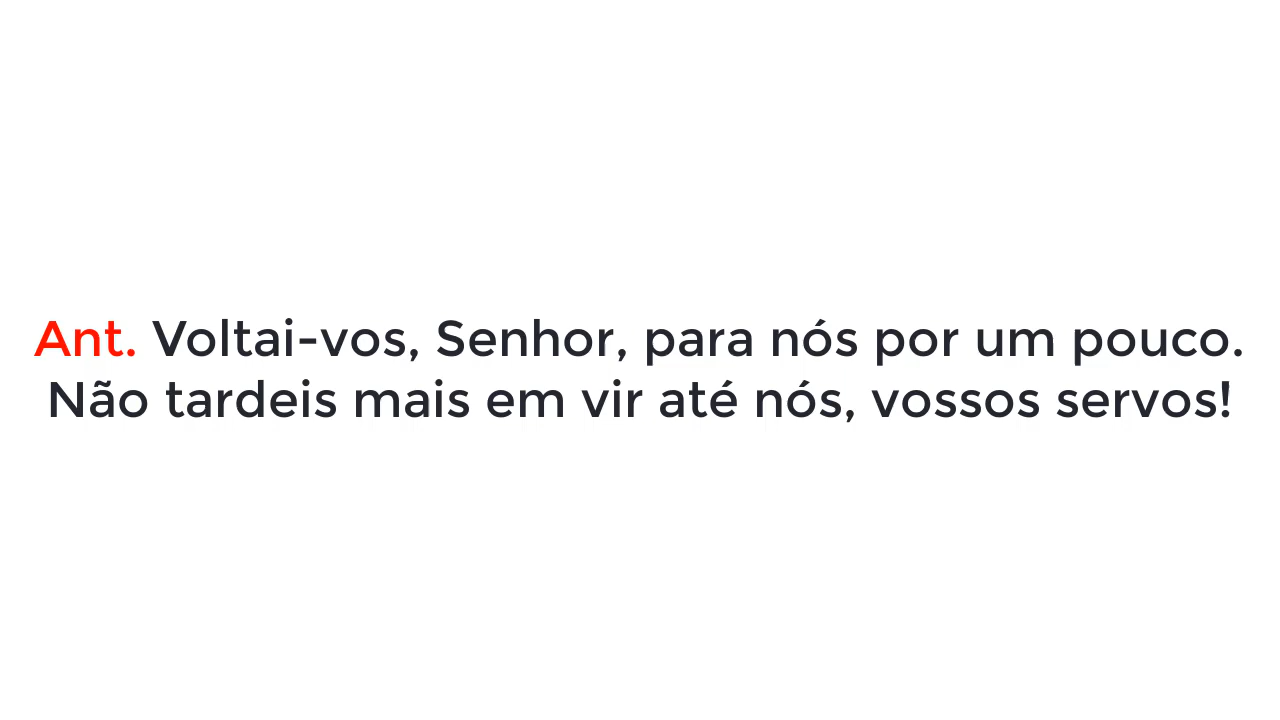 Ant. Voltai-vos, Senhor, para nós por um pouco.
Não tardeis mais em vir até nós, vossos servos!